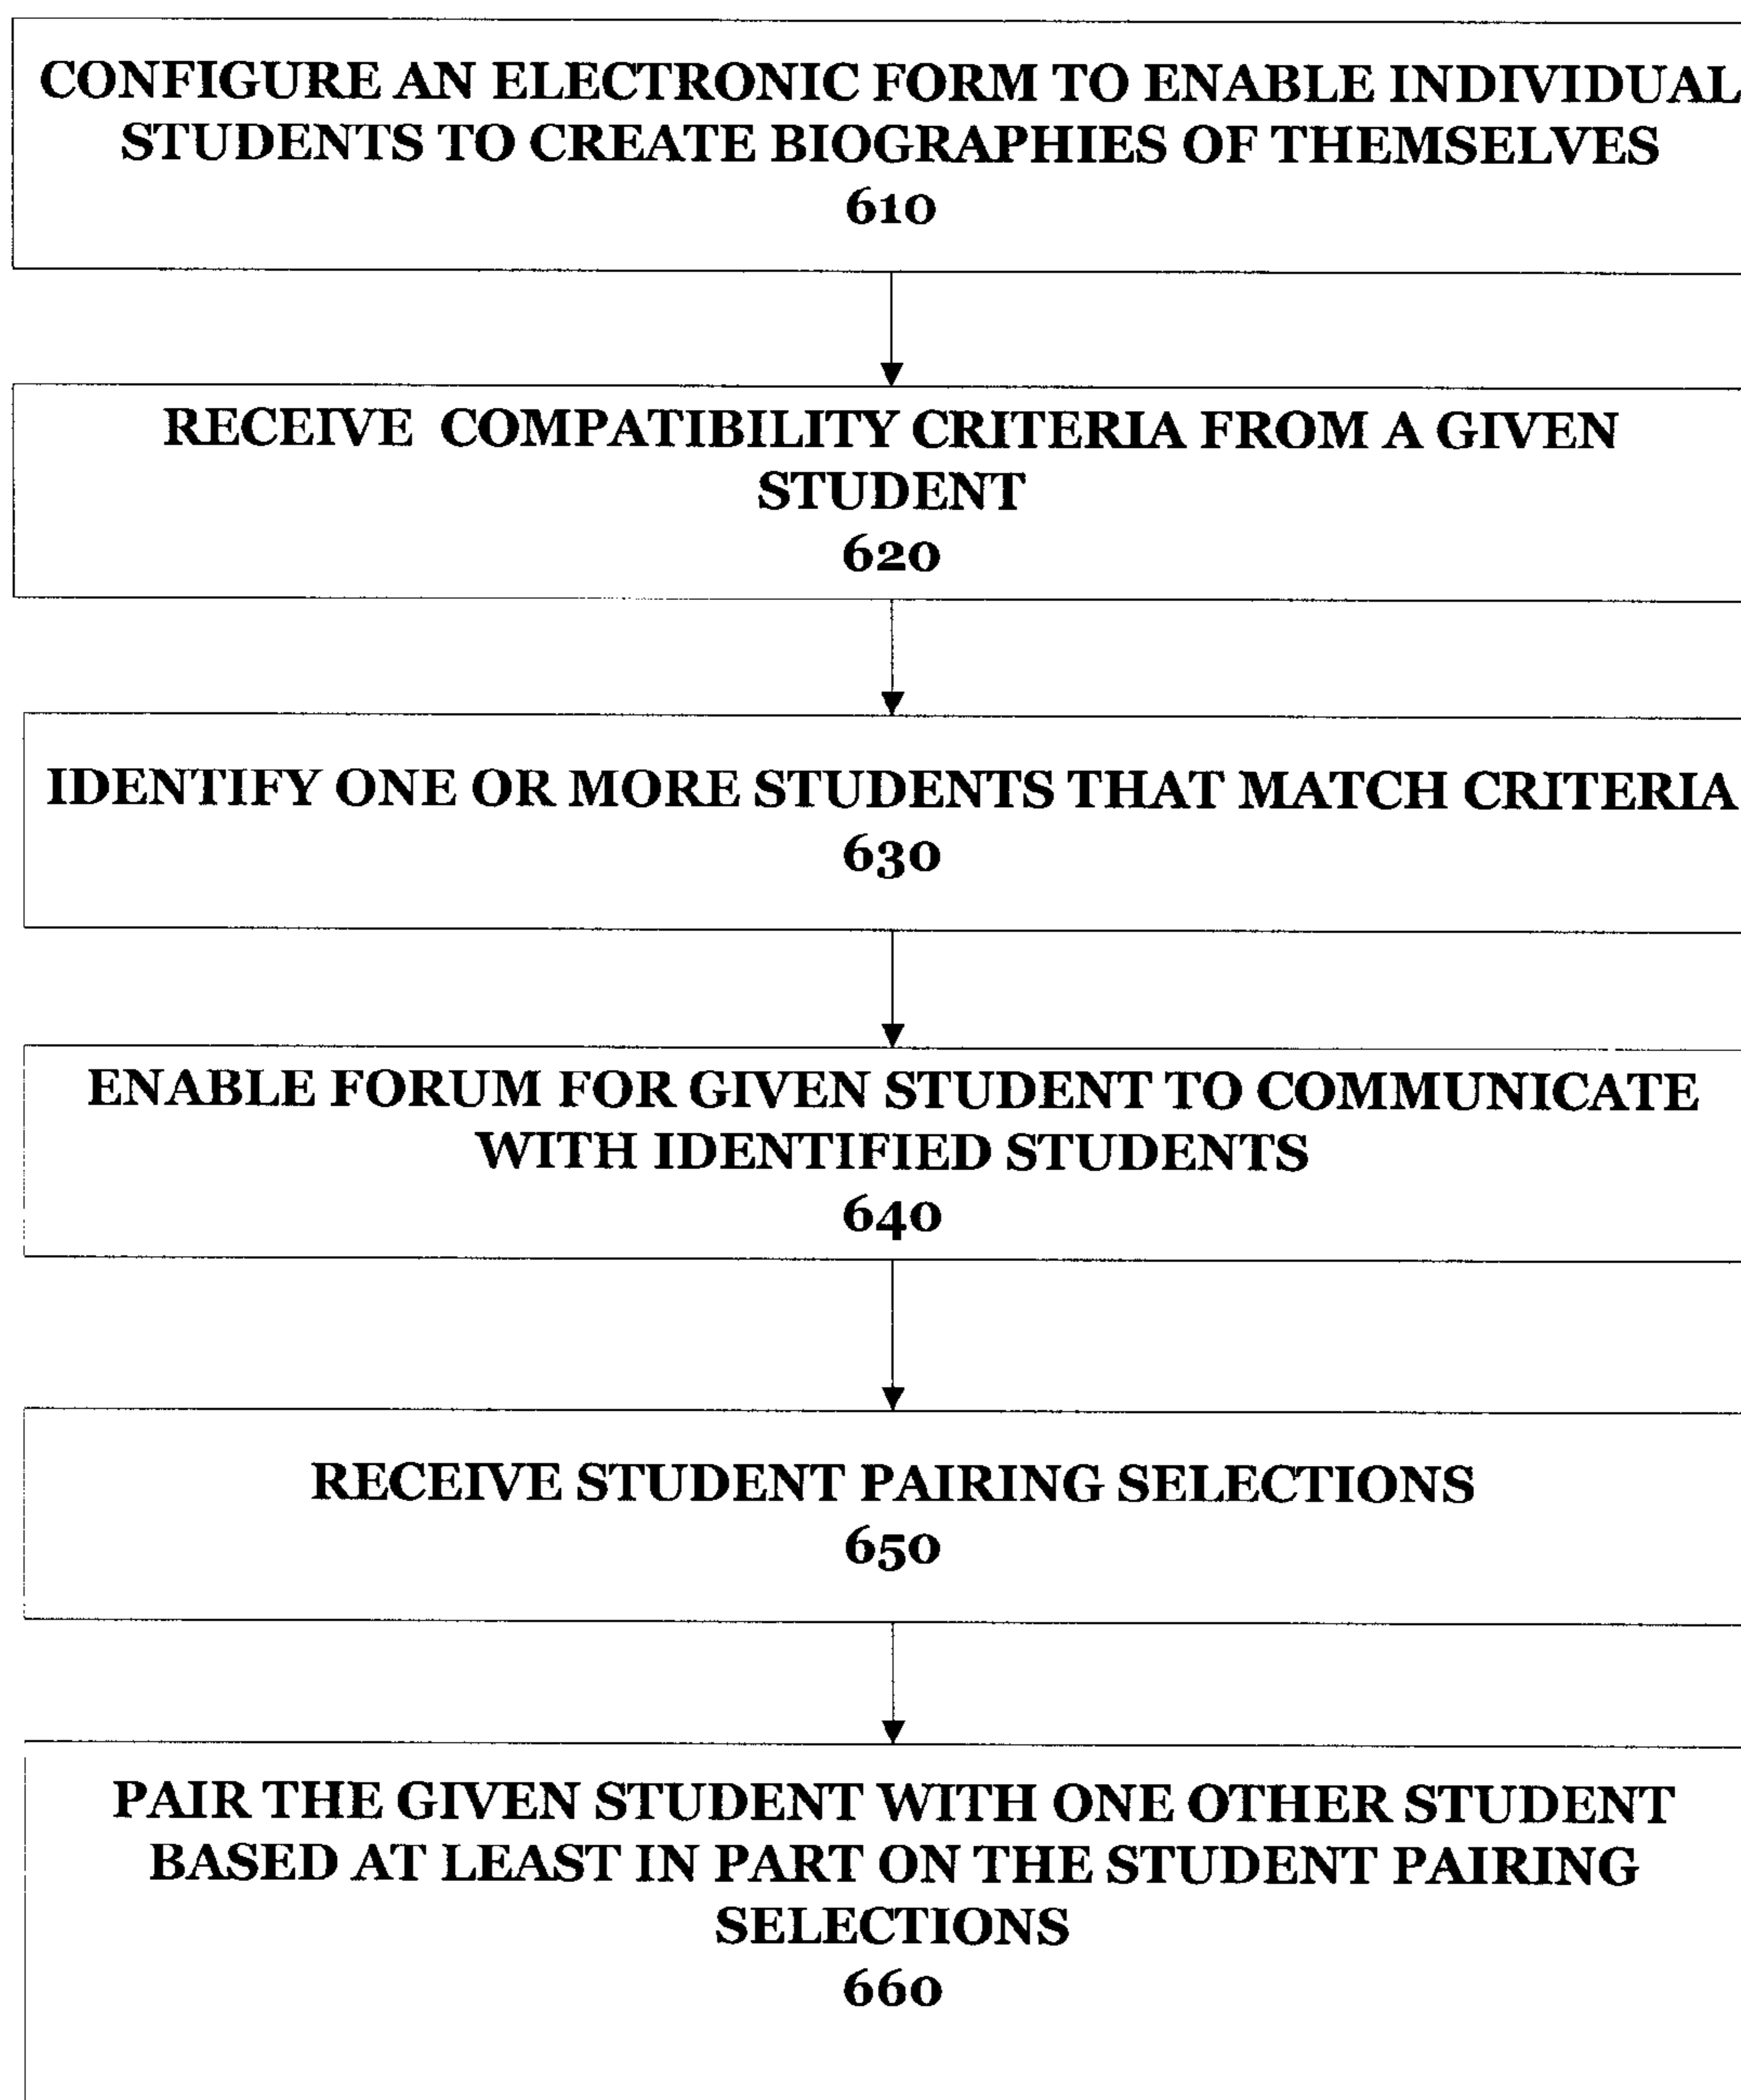 CONFIGURE AN ELECTRONIC FORM TO ENABLE INDIVIDUAL
STUDENTS TO CREATE BIOGRAPHIES OF THEMSELVES
610
RECEIVE COMPATIBILITY CRITERIA FROM A GIVEN
STUDENT
620
IDENTIFY ONE OR MORE STUDENTS THAT MATCH CRITERIA
630
ENABLE FORUM FOR GIVEN STUDENT TO COMMUNICATE
WITH IDENTIFIED STUDENTS
640
RECEIVE STUDENT PAIRING SELECTIONS
650
PAIR THE GIVEN STUDENT WITH ONE OTHER STUDENT
BASED AT LEAST IN PART ON THE STUDENT PAIRING
SELECTIONS
660